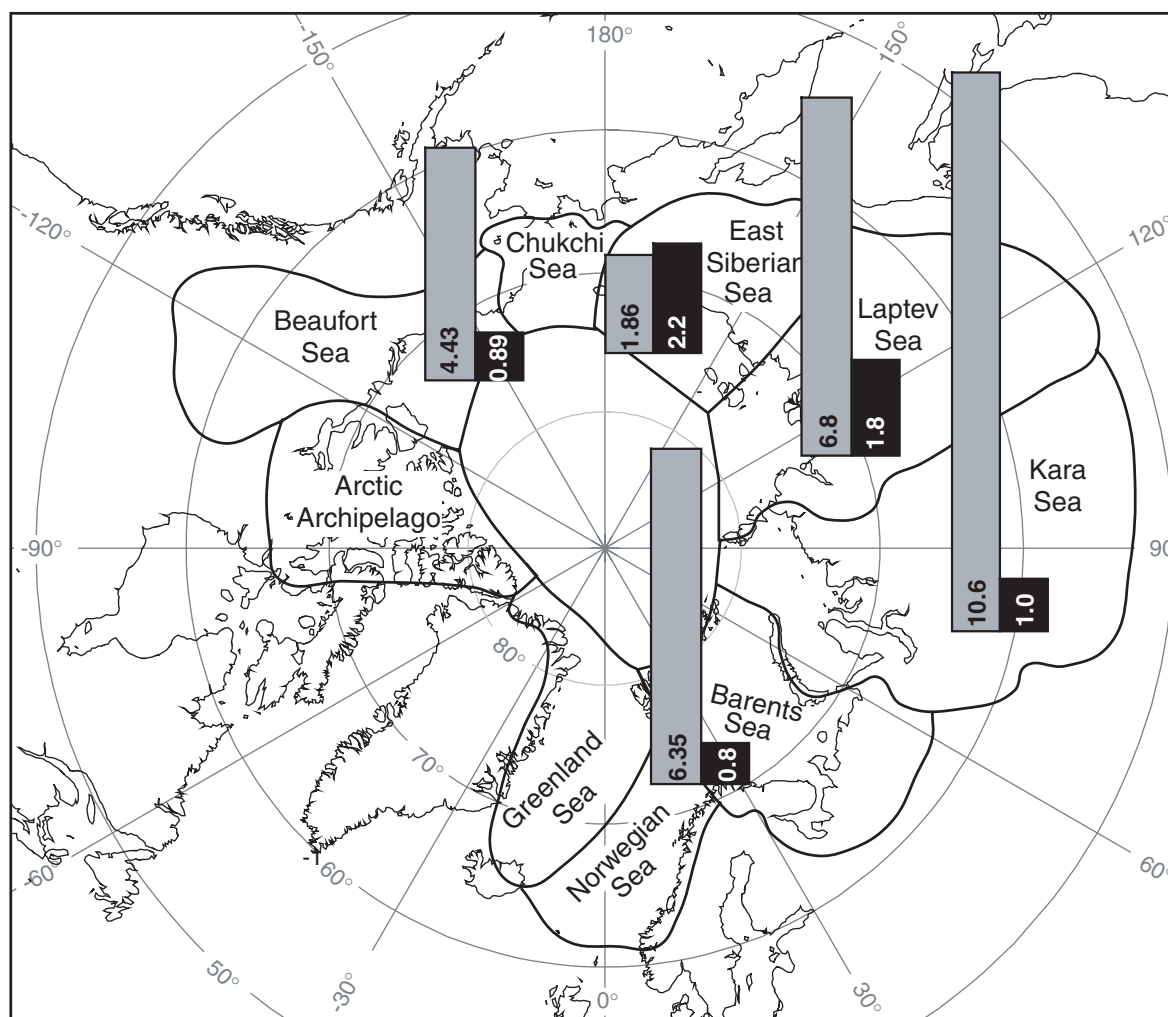 180°
-150°
150°
-120°
120°
Chukchi
Sea
East
Siberian
Sea
Beaufort
Sea
Laptev
Sea
4.43
0.89
1.86
2.2
6.8
1.8
Kara
Sea
Arctic
Archipelago
-90°
90
10.6
1.0
80°
Barents
Sea
6.35
0.8
70°
Greenland
Sea
Norwegian
Sea
-1
-60°
60°
60°
50°
-30°
0°
30°